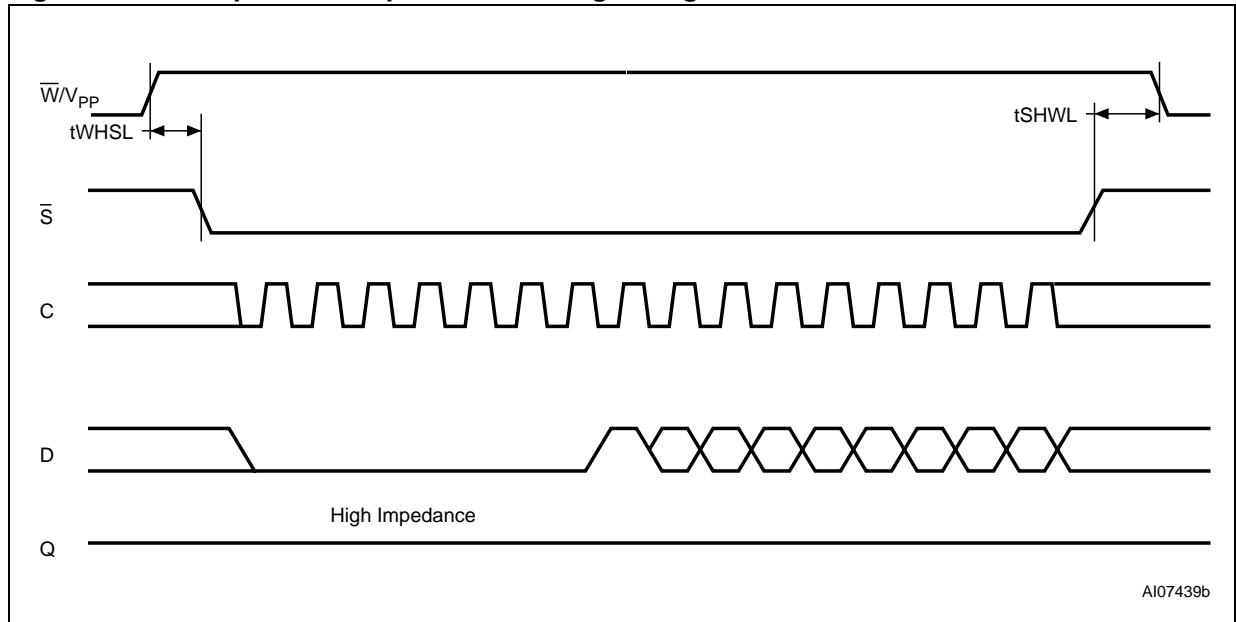 W̅/VPP
tWHSL
tSHWL
S̅
C
D
High Impedance
Q
AI07439b